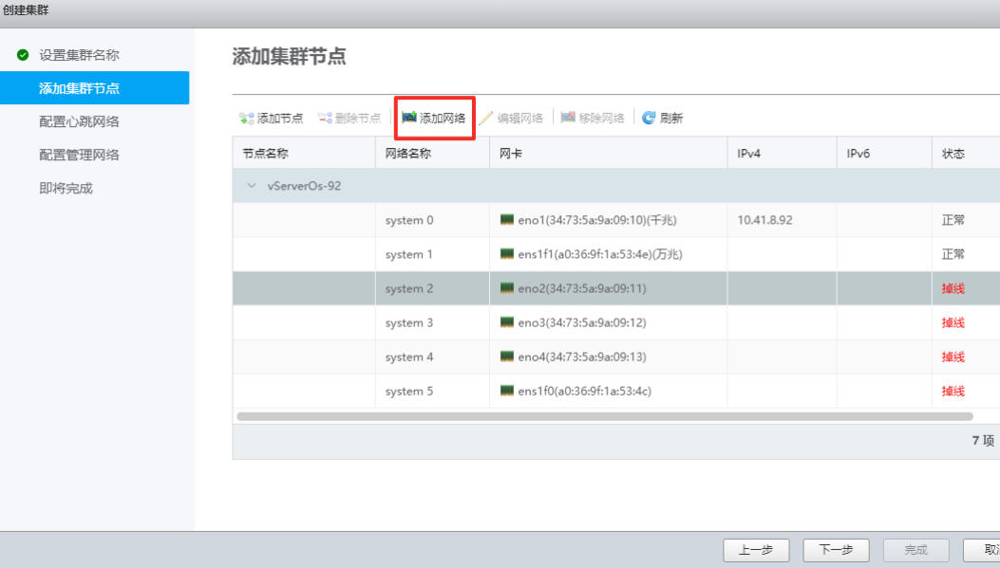 创建集群
设置集群名称
添加集群节点
配置心跳网络
配置管理网络
即将完成
添加集群节点
添加节点 删除节点 添加网络 编辑网络 移除网络 刷新
节点名称 网络名称 网卡 IPv4 IPv6 状态
vServerOs-92
system 0 eno1(34:73:5a:9a:09:10)(千兆) 10.41.8.92 正常
system 1 ens1f1(a0:36:9f:1a:53:4e)(万兆) 正常
system 2 eno2(34:73:5a:9a:09:11) 掉线
system 3 eno3(34:73:5a:9a:09:12) 掉线
system 4 eno4(34:73:5a:9a:09:13) 掉线
system 5 ens1f0(a0:36:9f:1a:53:4c) 掉线
7 项
上一步 下一步 完成 取